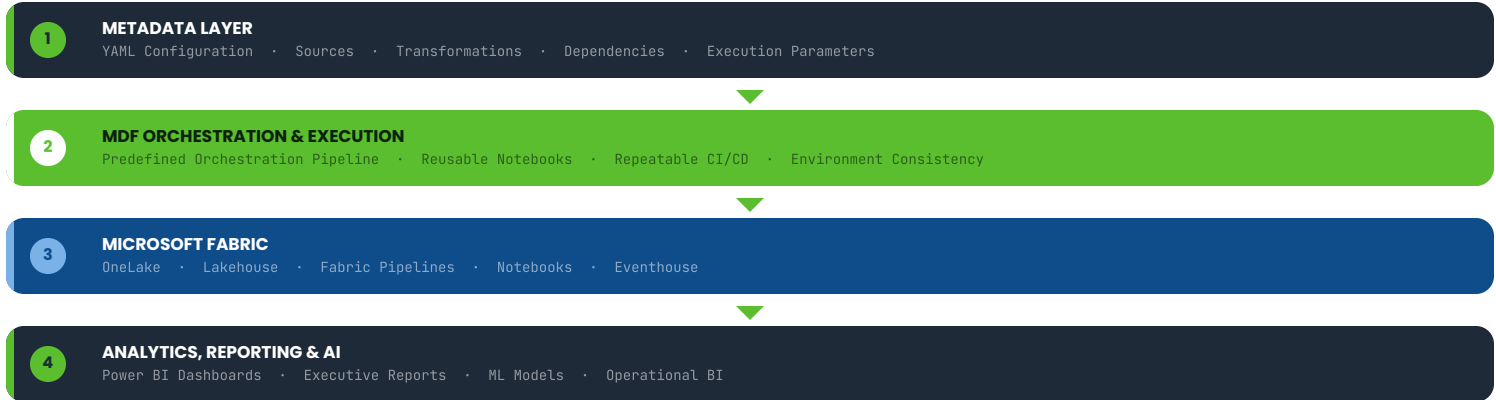 1
METADATA LAYER
YAML Configuration · Sources · Transformations · Dependencies · Execution Parameters
2
MDF ORCHESTRATION & EXECUTION
Predefined Orchestration Pipeline · Reusable Notebooks · Repeatable CI/CD · Environment Consistency
3
MICROSOFT FABRIC
OneLake · Lakehouse · Fabric Pipelines · Notebooks · Eventhouse
4
ANALYTICS, REPORTING & AI
Power BI Dashboards · Executive Reports · ML Models · Operational BI